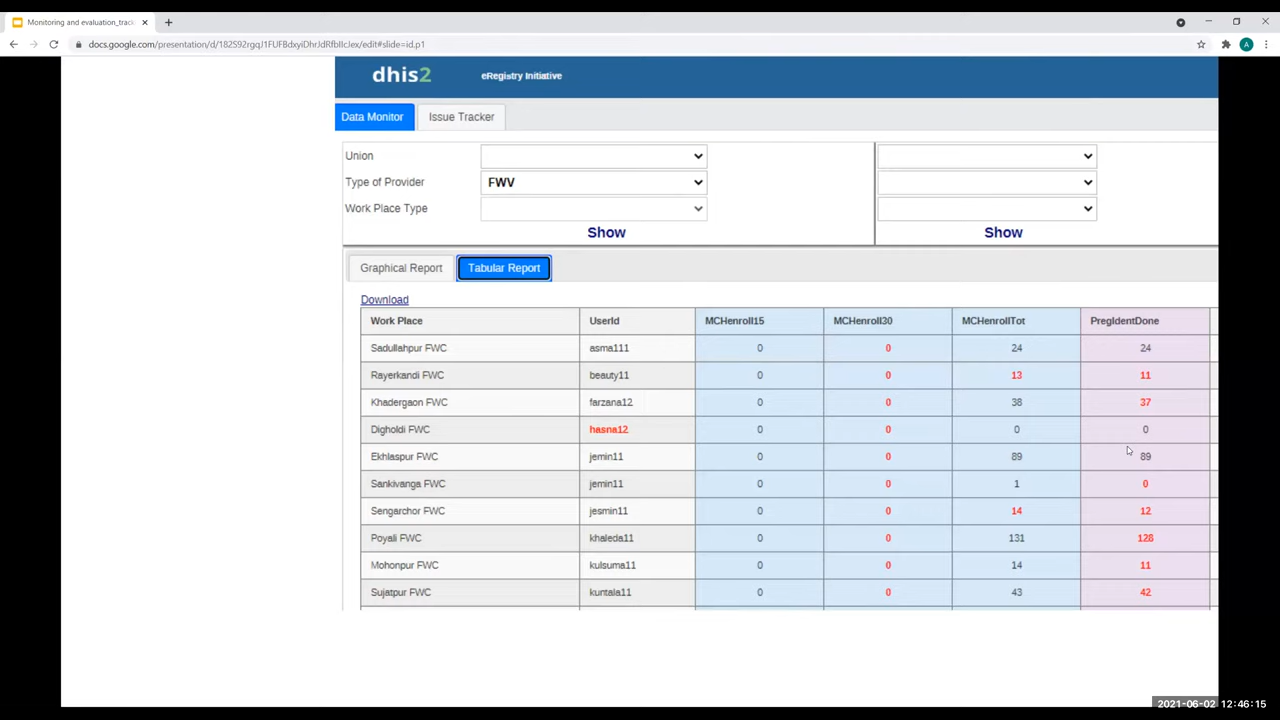 Monitoring and evaluation_track
docs.google.com/presentation/d/182S92rgqJ1FUFBdxyiDhrJdRfbIIcJex/edit#slide=id.p1
A
dhis2 eRegistry Initiative
Data Monitor Issue Tracker
Union
Type of Provider FWV
Work Place Type
Show Show
Graphical Report Tabular Report
Download
Work Place UserId MCHenroll15 MCHenroll30 MCHenrollTot PregIdentDone
Sadullahpur FWC asma111 0 0 24 24
Rayerkandi FWC beauty11 0 0 13 11
Khadergaon FWC farzana12 0 0 38 37
Digholdi FWC hasna12 0 0 0 0
Ekhlaspur FWC jemin11 0 0 89 89
Sankivanga FWC jemin11 0 0 1 0
Sengarchor FWC jesmin11 0 0 14 12
Poyali FWC khaleda11 0 0 131 128
Mohonpur FWC kulsuma11 0 0 14 11
Sujatpur FWC kuntala11 0 0 43 42
2021-06-02 12:46:15